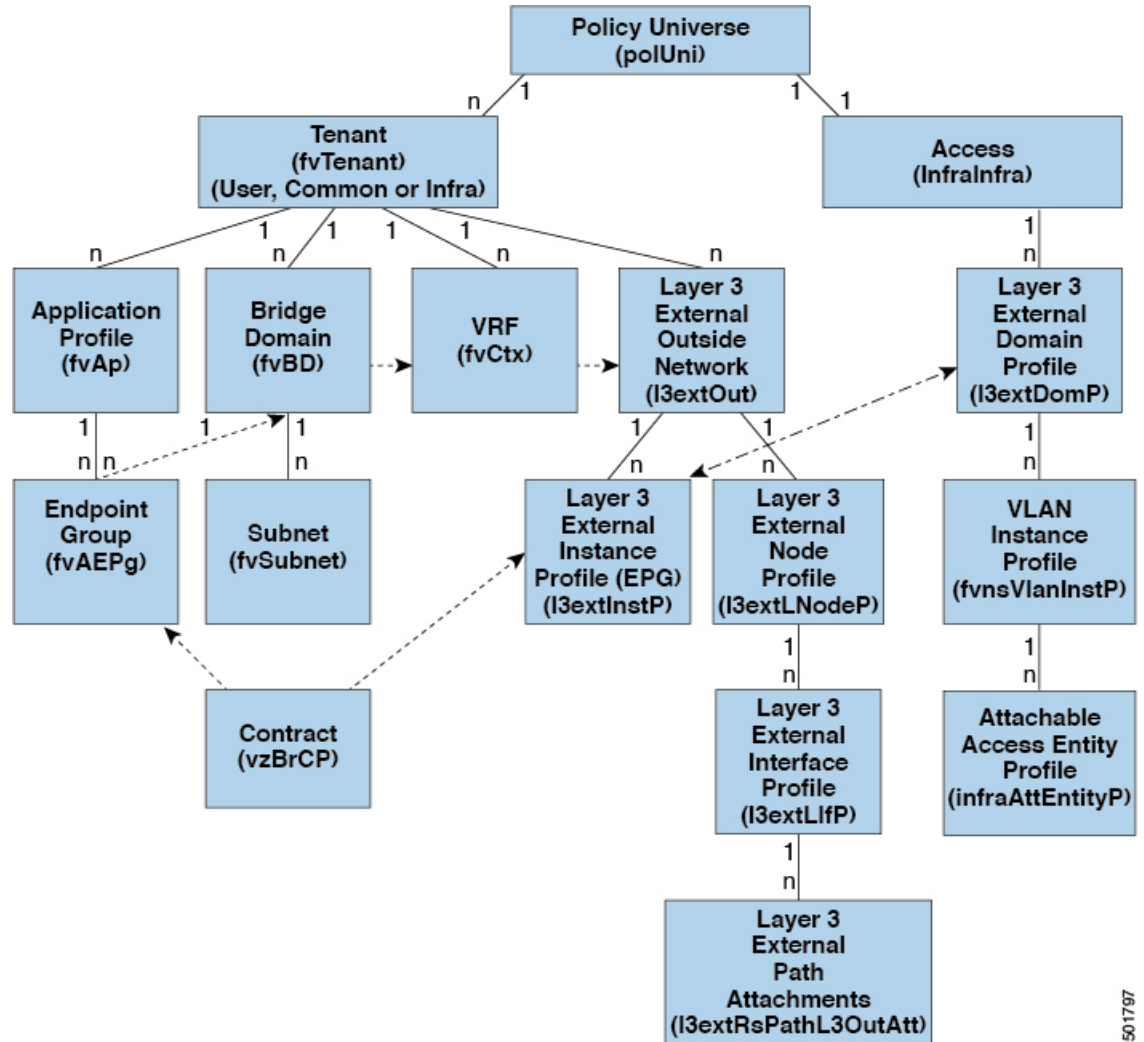 Policy Universe
(polUni)
n
1
1
1
Tenant
(fvTenant)
(User, Common or Infra)
Access
(InfraInfra)
1
1
1
1
1
n
n
n
n
n
Application
Profile
(fvAp)
Bridge
Domain
(fvBD)
VRF
(fvCtx)
Layer 3
External
Outside
Network
(l3extOut)
Layer 3
External
Domain
Profile
(l3extDomP)
1
1
1
1
1
1
n
n
n
n
n
n
Endpoint
Group
(fvAEPg)
Subnet
(fvSubnet)
Layer 3
External
Instance
Profile (EPG)
(l3extInstP)
Layer 3
External
Node
Profile
(l3extLNodeP)
VLAN
Instance
Profile
(fvnsVlanInstP)
1
n
1
n
Contract
(vzBrCP)
Layer 3
External
Interface
Profile
(l3extLIfP)
Attachable
Access Entity
Profile
(infraAttEntityP)
1
n
Layer 3
External
Path
Attachments
(l3extRsPathL3OutAtt)
501797